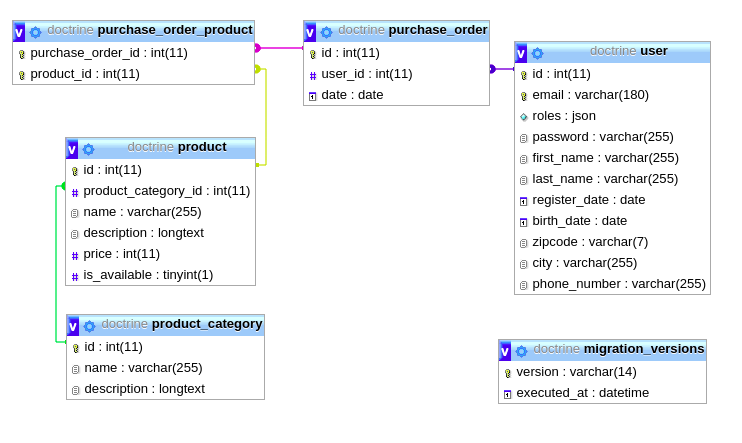 doctrine purchase_order_product
purchase_order_id : int(11)
product_id : int(11)
doctrine purchase_order
id : int(11)
user_id : int(11)
date : date
doctrine user
id : int(11)
email : varchar(180)
roles : json
password : varchar(255)
first_name : varchar(255)
last_name : varchar(255)
register_date : date
birth_date : date
zipcode : varchar(7)
city : varchar(255)
phone_number : varchar(255)
doctrine product
id : int(11)
product_category_id : int(11)
name : varchar(255)
description : longtext
price : int(11)
is_available : tinyint(1)
doctrine product_category
id : int(11)
name : varchar(255)
description : longtext
doctrine migration_versions
version : varchar(14)
executed_at : datetime